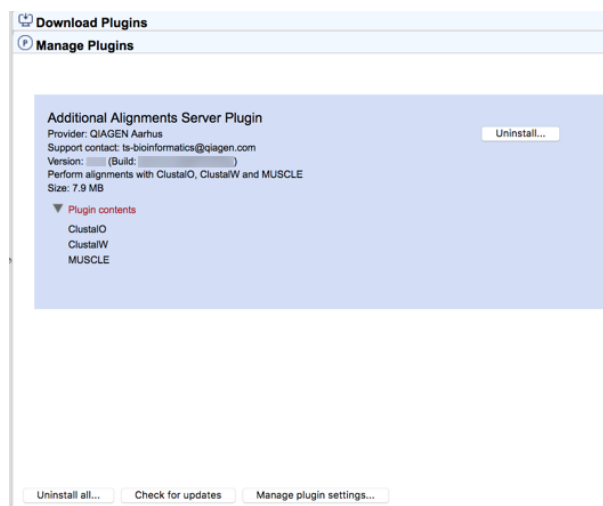 Download Plugins
P Manage Plugins
Additional Alignments Server Plugin
Provider: QIAGEN Aarhus
Uninstall...
Support contact: ts-bioinformatics@qiagen.com
Version: (Build: )
Perform alignments with ClustalO, ClustalW and MUSCLE
Size: 7.9 MB
Plugin contents
ClustalO
ClustalW
MUSCLE
Uninstall all... Check for updates Manage plugin settings...